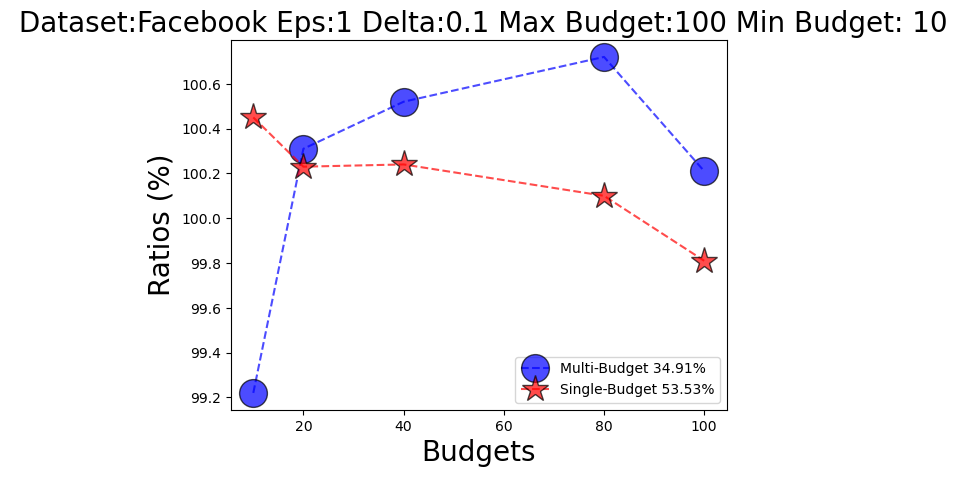 Dataset:Facebook Eps:1 Delta:0.1 Max Budget:100 Min Budget: 10
100.6
100.4
100.2
100.0
99.8
99.6
99.4
99.2
Ratios (%)
Multi-Budget 34.91%
Single-Budget 53.53%
20 40 60 80 100
Budgets